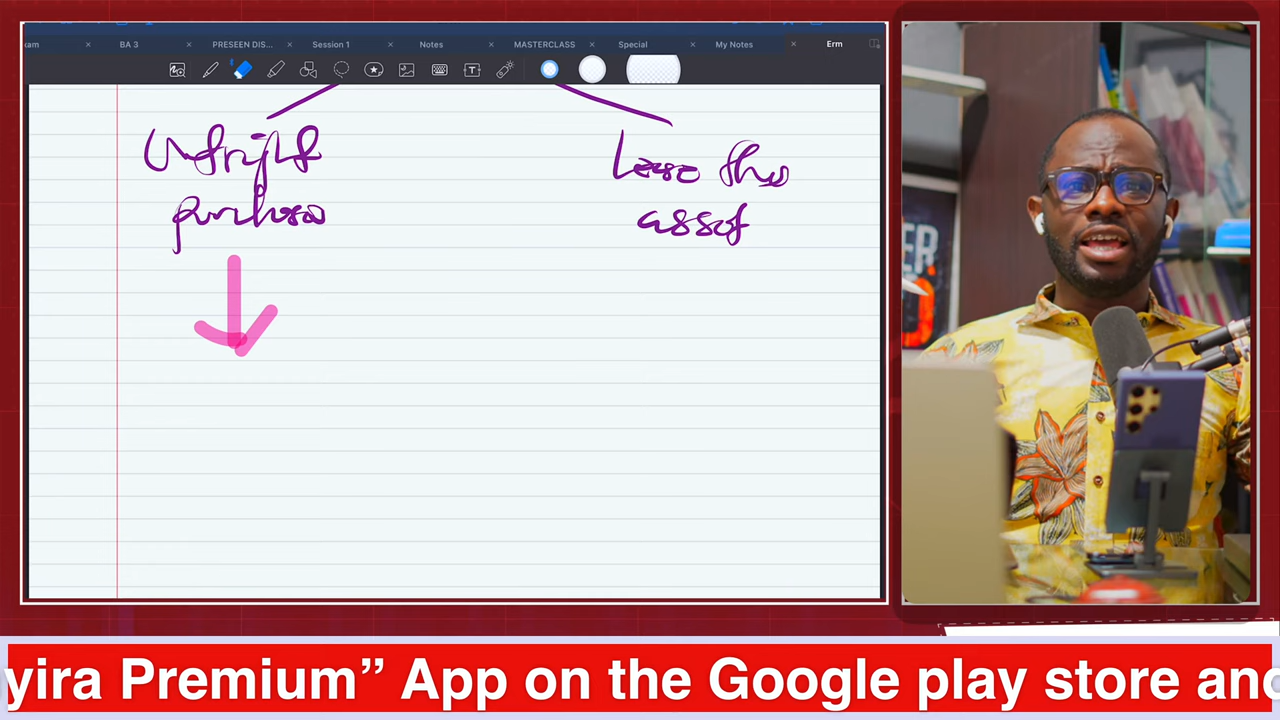 am
BA 3
PRESEEN DIS...
Session 1
Notes
MASTERCLASS
Special
My Notes
Erm
Outright
purchase
Lease the
asset
yira Premium” App on the Google play store and